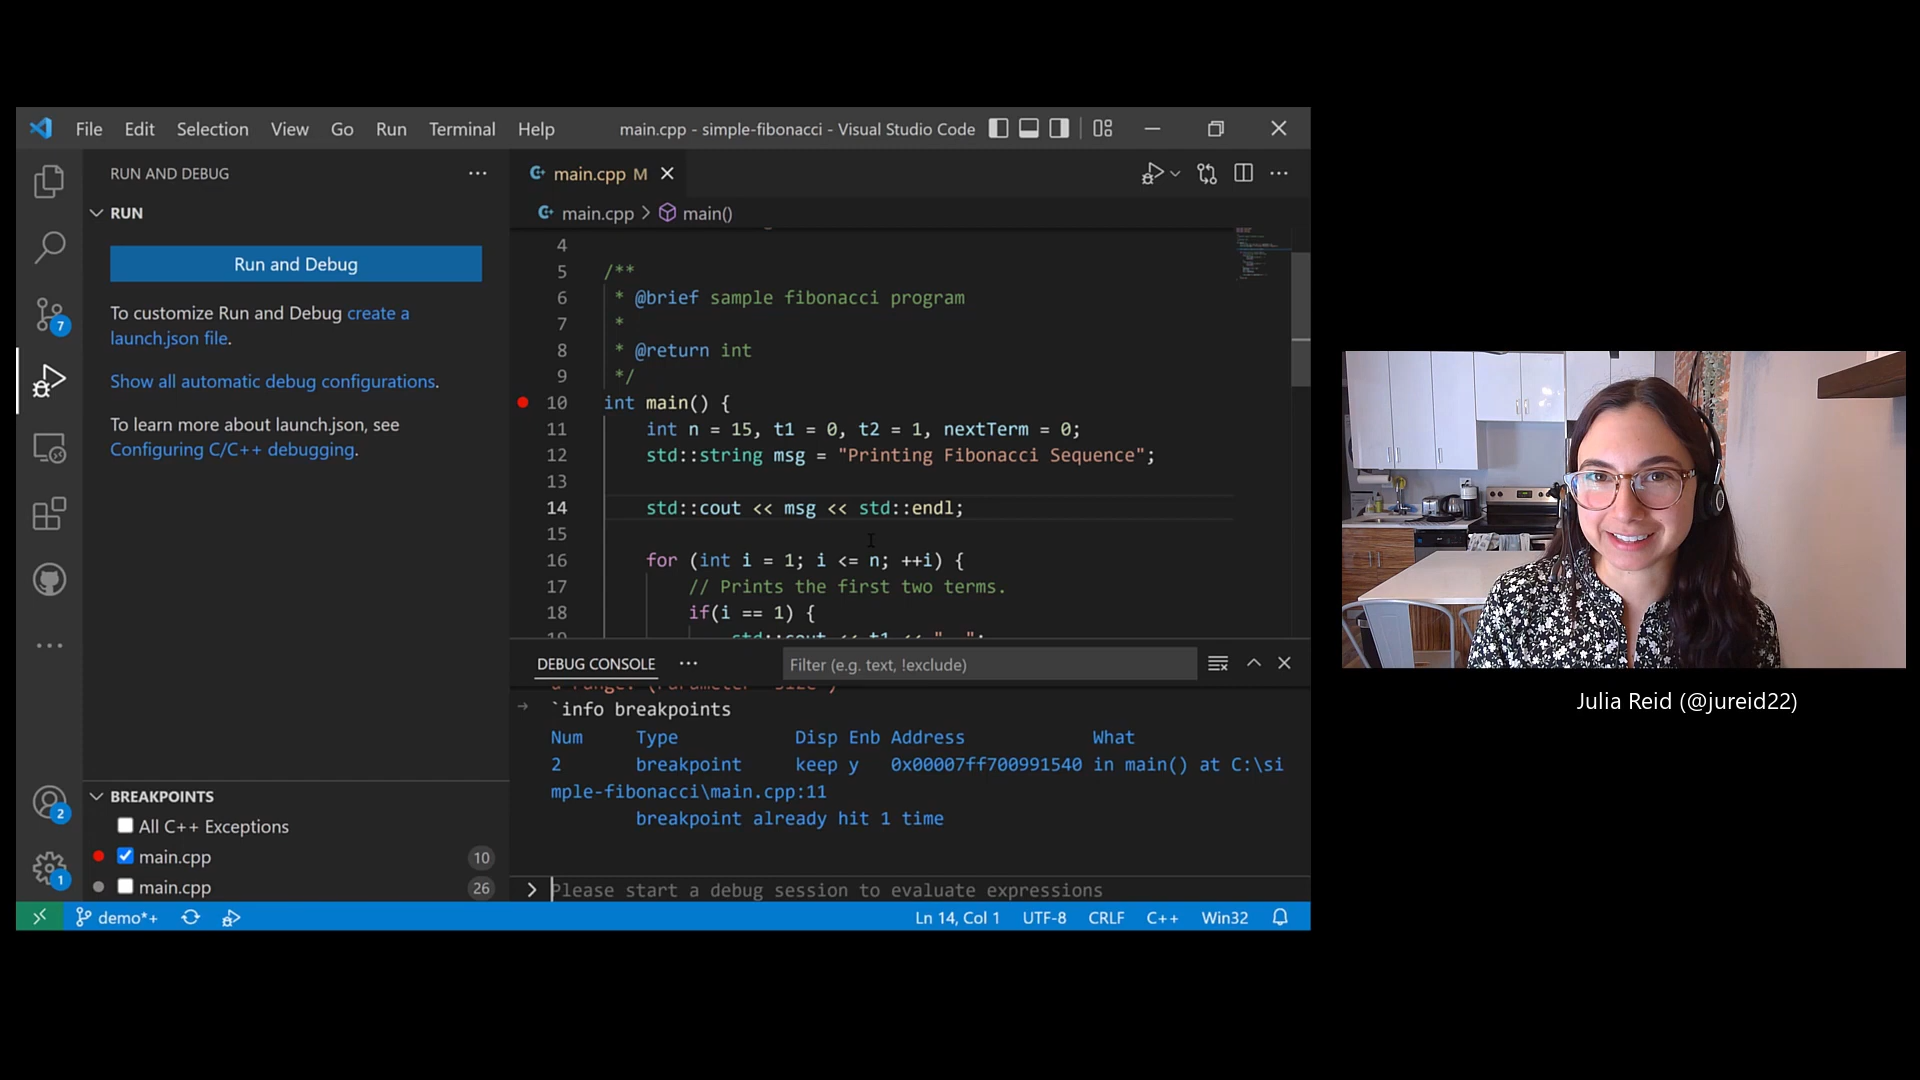 File Edit Selection View Go Run Terminal Help main.cpp - simple-fibonacci - Visual Studio Code
RUN AND DEBUG
RUN
Run and Debug
To customize Run and Debug create a
launch.json file.
Show all automatic debug configurations.
To learn more about launch.json, see
Configuring C/C++ debugging.
7
2
1
BREAKPOINTS
All C++ Exceptions
main.cpp 10
main.cpp 26
main.cpp M
main.cpp > main()
4
5 /**
6 * @brief sample fibonacci program
7 *
8 * @return int
9 */
10 int main() {
11 int n = 15, t1 = 0, t2 = 1, nextTerm = 0;
12 std::string msg = "Printing Fibonacci Sequence";
13
14 std::cout << msg << std::endl;
15
16 for (int i = 1; i <= n; ++i) {
17 // Prints the first two terms.
18 if(i == 1) {
19 std::cout << t1 << ", ";
DEBUG CONSOLE Filter (e.g. text, !exclude)
`info breakpoints
Num Type Disp Enb Address What
2 breakpoint keep y 0x00007ff700991540 in main() at C:\si
mple-fibonacci\main.cpp:11
breakpoint already hit 1 time
Please start a debug session to evaluate expressions
demo*+ Ln 14, Col 1 UTF-8 CRLF C++ Win32
Julia Reid (@jureid22)